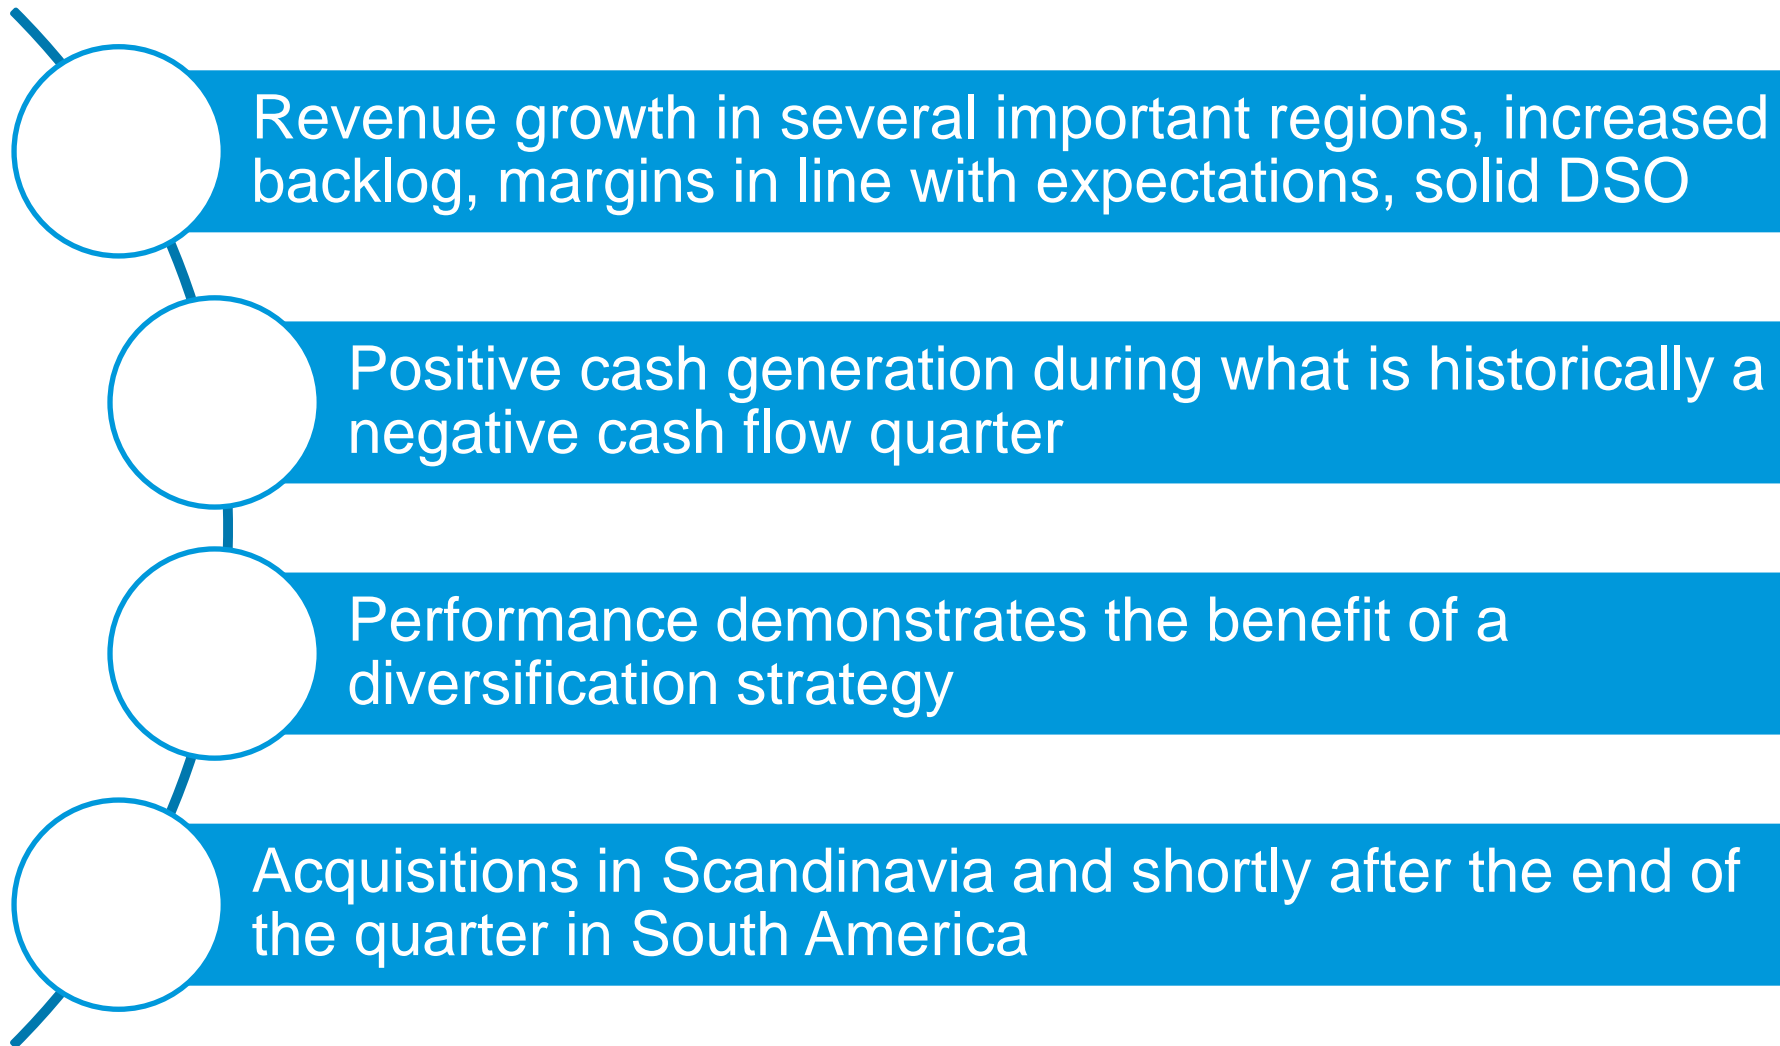 Revenue growth in several important regions, increased
backlog, margins in line with expectations, solid DSO
Positive cash generation during what is historically a
negative cash flow quarter
Performance demonstrates the benefit of a
diversification strategy
Acquisitions in Scandinavia and shortly after the end of
the quarter in South America